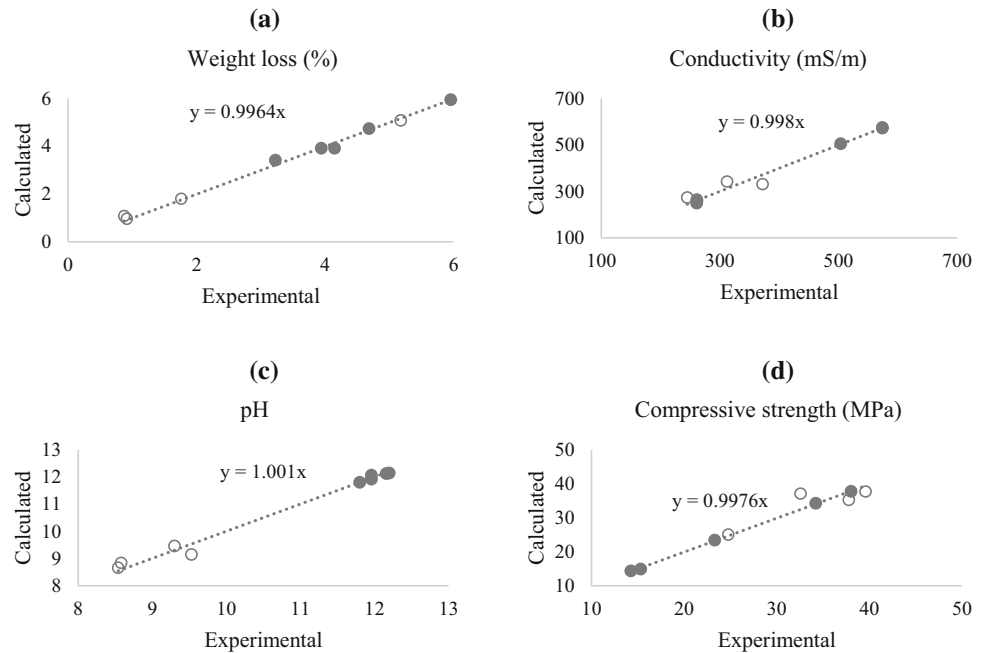 (a)
Weight loss (%)
6
4
2
0
0
2
4
6
y = 0.9964x
Calculated
Experimental
(b)
Conductivity (mS/m)
700
500
300
100
100
300
500
700
y = 0.998x
Calculated
Experimental
(c)
pH
13
12
11
10
9
8
8
9
10
11
12
13
y = 1.001x
Calculated
Experimental
(d)
Compressive strength (MPa)
50
40
30
20
10
10
20
30
40
50
y = 0.9976x
Calculated
Experimental